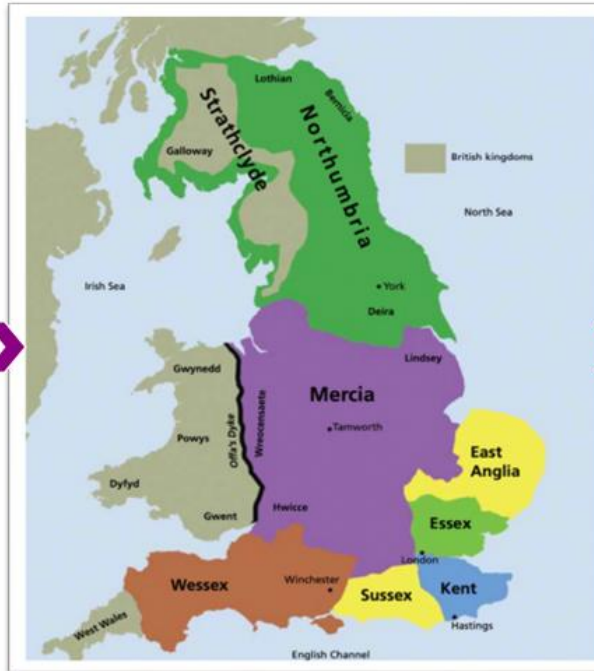 Lothian
Bernicia
Strathclyde
Northumbria
Galloway
British kingdoms
North Sea
Irish Sea
York
Deira
Lindsey
Gwynedd
Mercia
Offa's Dyke
Wreocensaete
Tamworth
Powys
East
Anglia
Dyfyd
Gwent
Hwicce
Essex
London
Wessex
Winchester
Sussex
Kent
West Wales
Hastings
English Channel